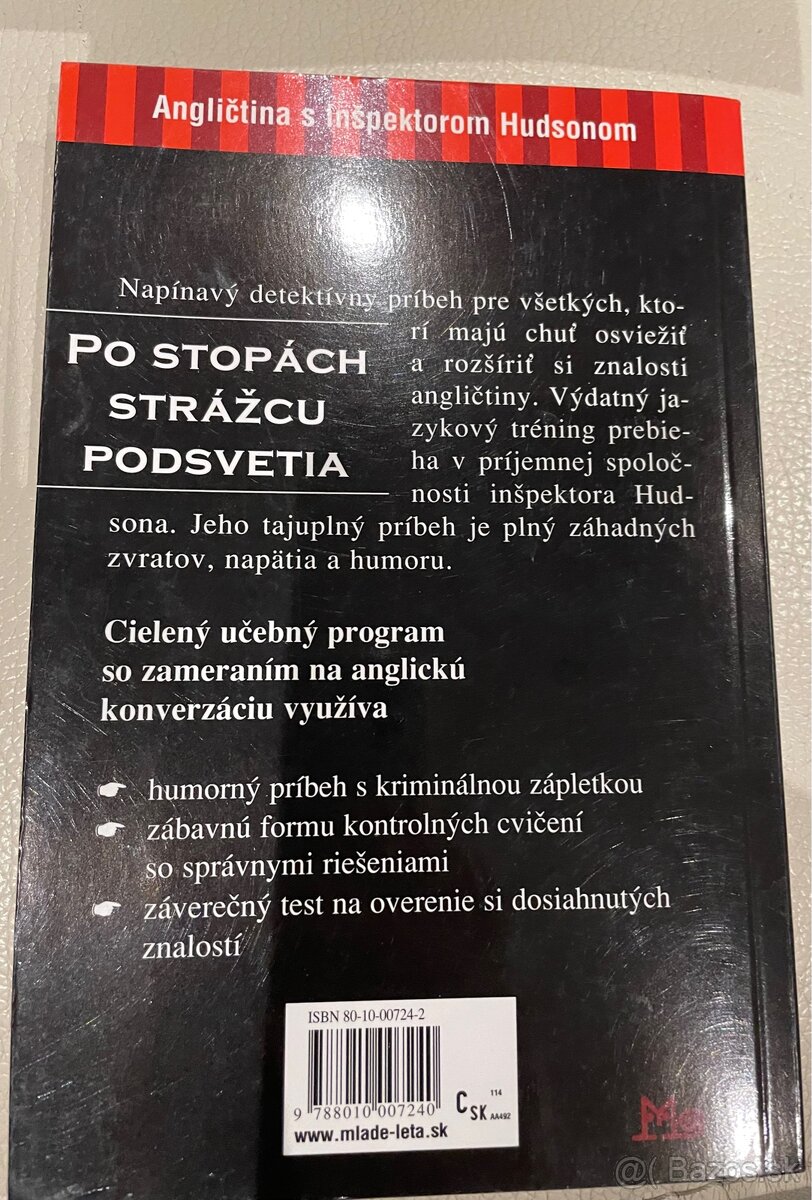 Angličtina s inšpektorom Hudsonom
Napínavý detektívny príbeh pre všetkých, kto-
rí majú chuť osviežiť
a rozšíriť si znalosti
angličtiny. Výdatný ja-
zykový tréning prebie-
ha v príjemnej spoloč-
nosti inšpektora Hud-
sona. Jeho tajuplný príbeh je plný záhadných
zvratov, napätia a humoru.
PO STOPÁCH
STRÁŽCU
PODSVETIA
Cielený učebný program
so zameraním na anglickú
konverzáciu využíva
humorný príbeh s kriminálnou zápletkou
zábavnú formu kontrolných cvičení
so správnymi riešeniami
záverečný test na overenie si dosiahnutých
znalostí
ISBN 80-10-00724-2
9 788010 007240
C SK 114 AA492
www.mlade-leta.sk
@( Bazos.sk